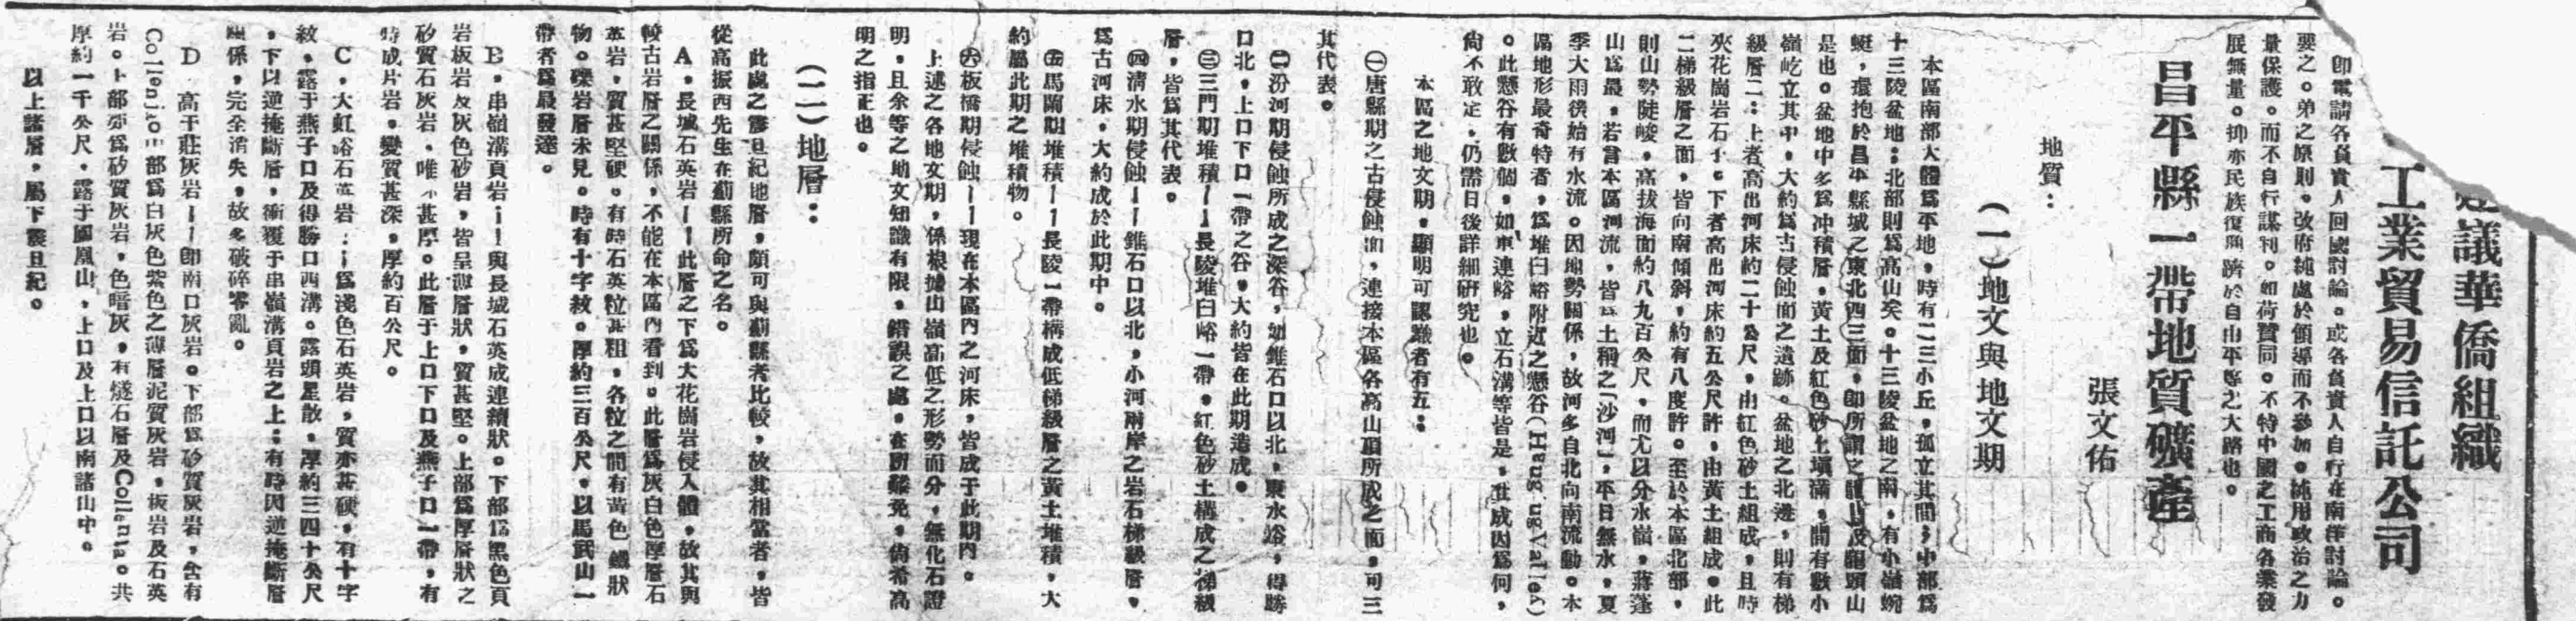 建議華僑組織
工業貿易信託公司
卽電請各負責人回國討論。或各負責人自行在南洋討論。
要之。弟之原則。改府純處於領導而不參加。純用政治之力
量保護。而不自行謀利。如荷贊同。不特中國之工商各業發
展無量。抑亦民族復興躋於自由平等之大路也。
昌平縣一帶地質礦產
張文佑
地質：
（一）地文與地文期
本區南部大體爲平地，時有二三小丘，孤立其間；中部爲
十三陵盆地；北部則爲高山矣。十三陵盆地之南，有小嶺蜿
蜓，環抱於昌平縣城之東北西三面，卽所謂之龍山及龍頭山
是也。盆地中多爲冲積層，黃土及紅色砂土填滿，間有數小
嶺屹立其中，大約爲古侵蝕面之遺跡。盆地之北邊，則有梯
級層二：上者高出河床約二十公尺，由紅色砂土組成，且時
夾花崗岩石子。下者高出河床約五公尺許，由黃土組成。此
二梯級層之面，皆向南傾斜，約有八度許。至於本區北部，
則山勢陡峻，高拔海面約八九百公尺，而尤以分水嶺，蔣蓬
山爲最，若言本區河流，皆爲土稱之「沙河」，平日無水，夏
季大雨後始有水流。因地勢關係，故河多自北向南流動。本
區地形最奇特者，爲堆臼峪附近之懸谷(Hanging Valley)
。此懸谷有數個，如車連峪，立石溝等皆是，其成因爲何，
尙不敢定，仍需日後詳細研究也。
本區之地文期，顯明可認識者有五：
㊀唐縣期之古侵蝕面，連接本區各高山頂所成之面，可三
其代表。
㊁汾河期侵蝕所成之深谷，如錐石口以北，東水峪，得勝
口北，上口下口一帶之谷，大約皆在此期造成。
㊂三門期堆積——長陵堆臼峪一帶，紅色砂土構成之梯級
層，皆爲其代表。
㊃淸水期侵蝕——錐石口以北，小河兩岸之岩石梯級層，
爲古河床，大約成於此期中。
㊄馬蘭期堆積——長陵一帶構成低梯級層之黃土堆積，大
約屬此期之堆積物。
㊅板橋期侵蝕——現在本區內之河床，皆成于此期內。
上述之各地文期，係根據山嶺高低之形勢而分，無化石證
明，且余等之地文知識有限，錯誤之處，在所難免，尙希高
明之指正也。
（二）地層：
此處之震旦紀地層，頗可與薊縣者比較，故其相當者，皆
從高振西先生在薊縣所命之名。
A，長城石英岩——此層之下爲大花崗岩侵入體，故其與
較古岩層之關係，不能在本區內看到。此層爲灰白色厚層石
英岩，質甚堅硬。有時石英粒甚粗，各粒之間有黃色鐵狀
物。礫岩層未見。時有十字紋。厚約三百公尺，以馬武山一
帶者爲最發達。
B，串嶺溝頁岩——與長城石英成連續狀。下部爲黑色頁
岩板岩及灰色砂岩，皆呈薄層狀，質甚堅。上部爲厚層狀之
砂質石灰岩，唯不甚厚。此層于上口下口及燕子口一帶，有
時成片岩。變質甚深，厚約百公尺。
C，大虹峪石英岩：——爲淺色石英岩，質亦甚硬，有十字
紋，露于燕子口及得勝口西溝。露頭星散，厚約三四十公尺
，下以逆掩斷層，衝覆于串嶺溝頁岩之上：有時因逆掩斷層
關係，完全消失，故多破碎零亂。
D　高于莊灰岩——卽南口灰岩。下部爲矽質灰岩，含有
Collenia中部爲白灰色紫色之薄層泥質灰岩，板岩及石英
岩。上部爲矽質灰岩，色暗灰，有燧石層及Collenia。共
厚約一千公尺，露于鳳凰山，上口及上口以南諸山中。
以上諸層，屬下震旦紀。